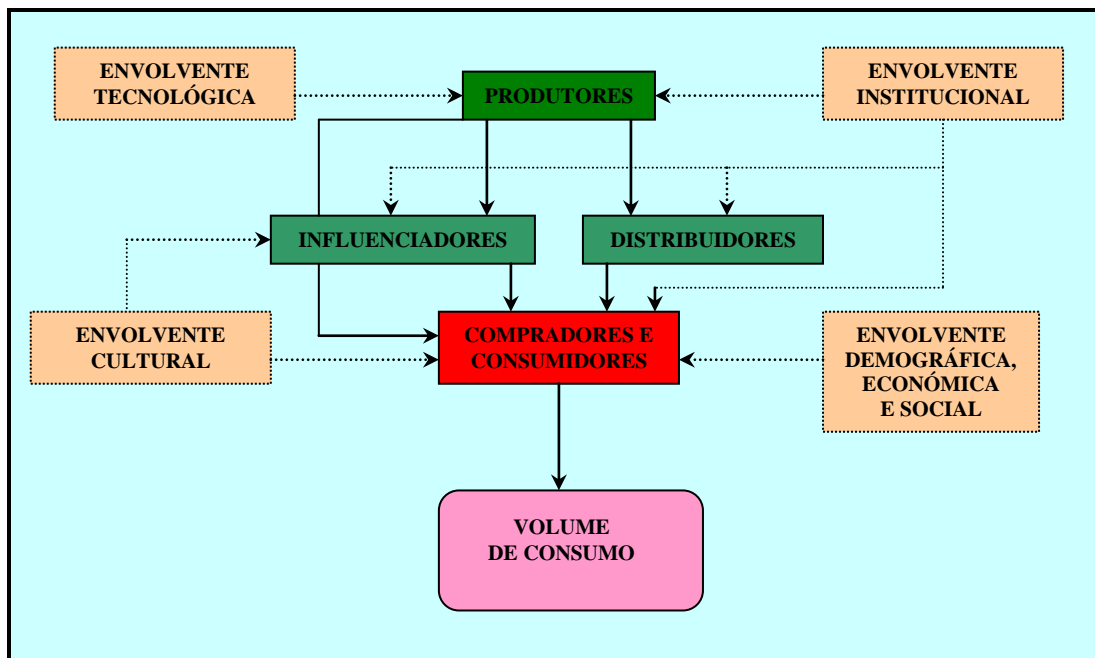 ENVOLVENTE
TECNOLÓGICA
PRODUTORES
ENVOLVENTE
INSTITUCIONAL
INFLUENCIADORES
DISTRIBUIDORES
ENVOLVENTE
CULTURAL
COMPRADORES E
CONSUMIDORES
ENVOLVENTE
DEMOGRÁFICA,
ECONÓMICA
E SOCIAL
VOLUME
DE CONSUMO